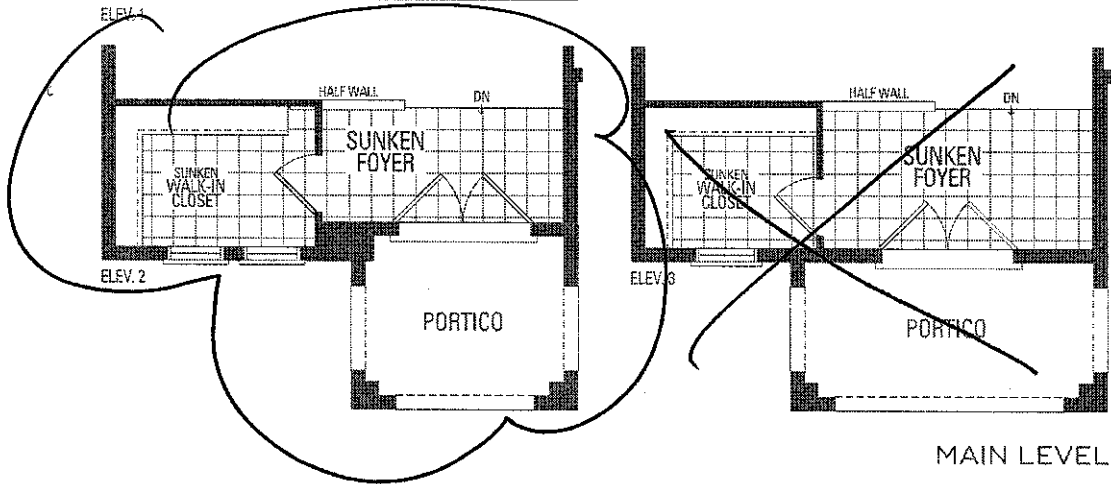 ELEV. 1
HALF WALL
DN
SUNKEN
FOYER
SUNKEN
WALK-IN
CLOSET
ELEV. 2
PORTICO
HALF WALL
DN
SUNKEN
FOYER
SUNKEN
WALK-IN
CLOSET
ELEV. 3
PORTICO
MAIN LEVEL